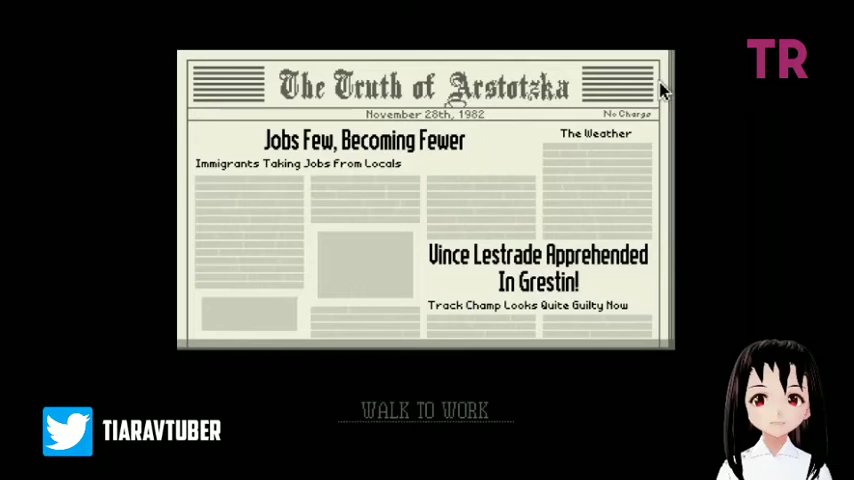 TR
The Truth of Arstotzka
November 28th, 1982
No Charge
Jobs Few, Becoming Fewer
Immigrants Taking Jobs From Locals
The Weather
Vince Lestrade Apprehended
In Grestin!
Track Champ Looks Quite Guilty Now
WALK TO WORK
TIARAVTUBER